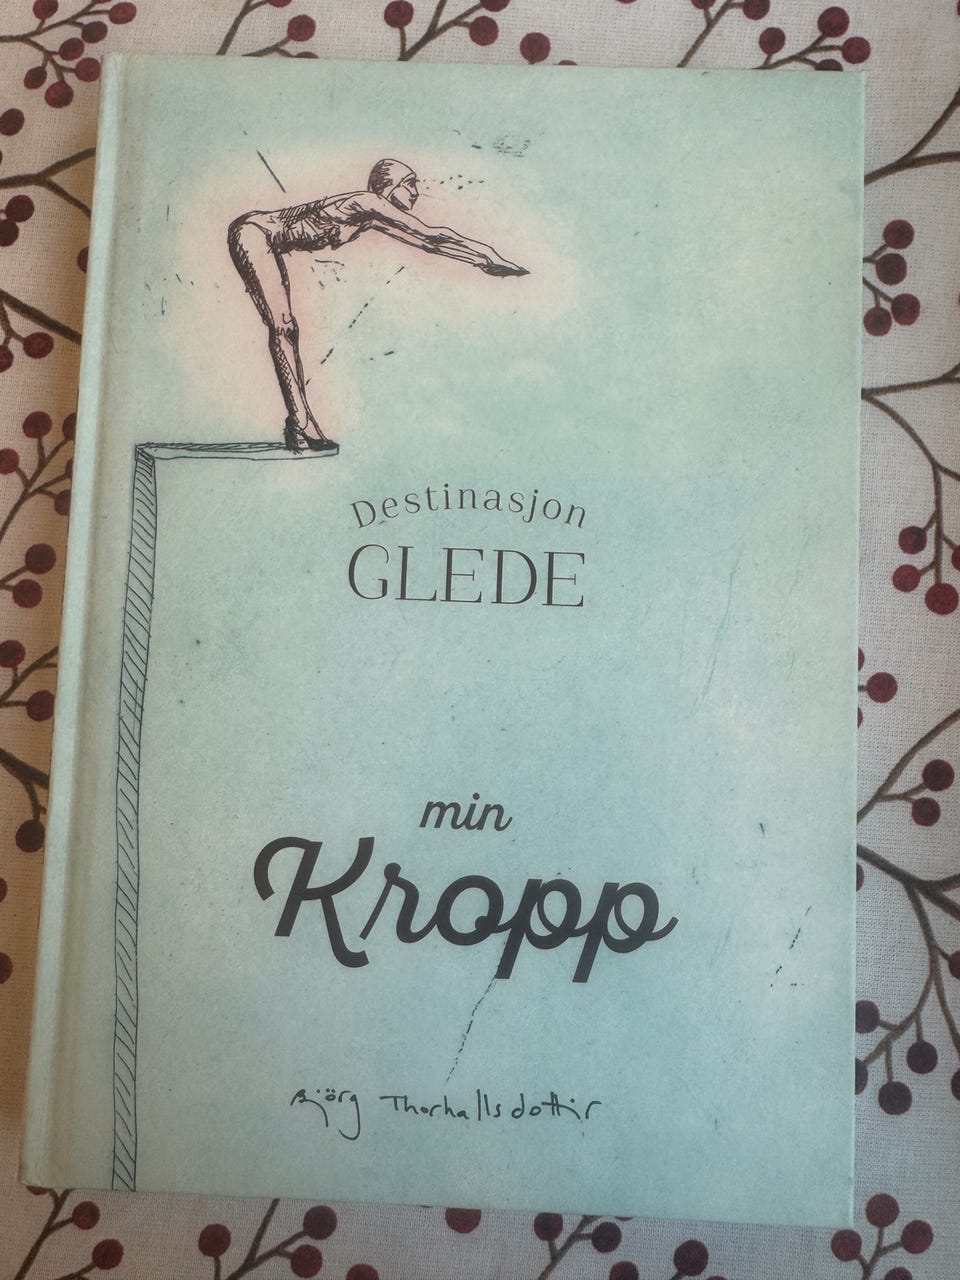 Destinasjon
GLEDE
min
Kropp
Björg Thorhallsdottir